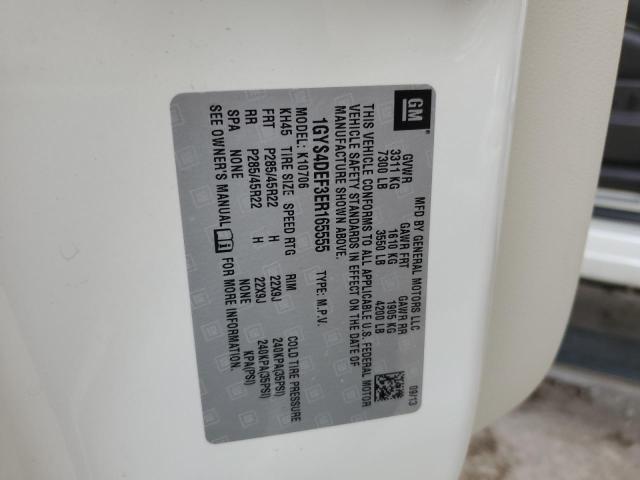 GM
MFD BY GENERAL MOTORS LLC 09/13
GVWR GAWR FRT GAWR RR
3311 KG 1610 KG 1905 KG
7300 LB 3550 LB 4200 LB
THIS VEHICLE CONFORMS TO ALL APPLICABLE U.S. FEDERAL MOTOR
VEHICLE SAFETY STANDARDS IN EFFECT ON THE DATE OF
MANUFACTURE SHOWN ABOVE.
1GYS4DEF3ER165555 TYPE: M.P.V.
MODEL: K10706
KH45 TIRE SIZE SPEED RTG RIM COLD TIRE PRESSURE
FRT P285/45R22 H 22X9J 240KPA(35PSI)
RR P285/45R22 H 22X9J 240KPA(35PSI)
SPA NONE NONE KPA(PSI)
SEE OWNER'S MANUAL FOR MORE INFORMATION.